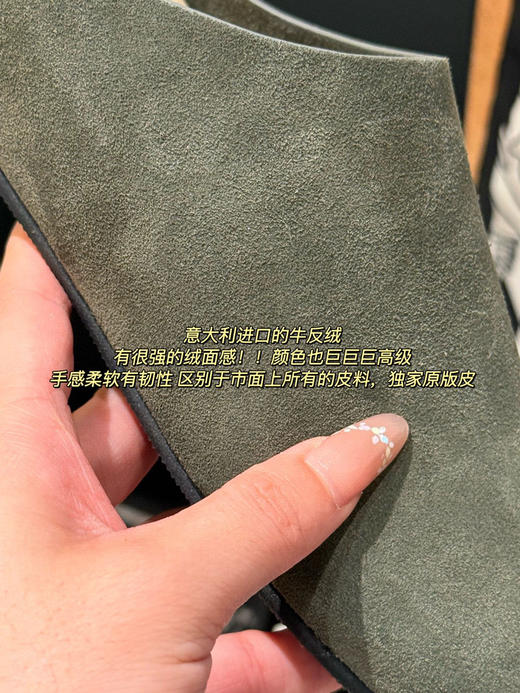 意大利进口的牛反绒
有很强的绒面感！！颜色也巨巨巨高级
手感柔软有韧性 区别于市面上所有的皮料，独家原版皮